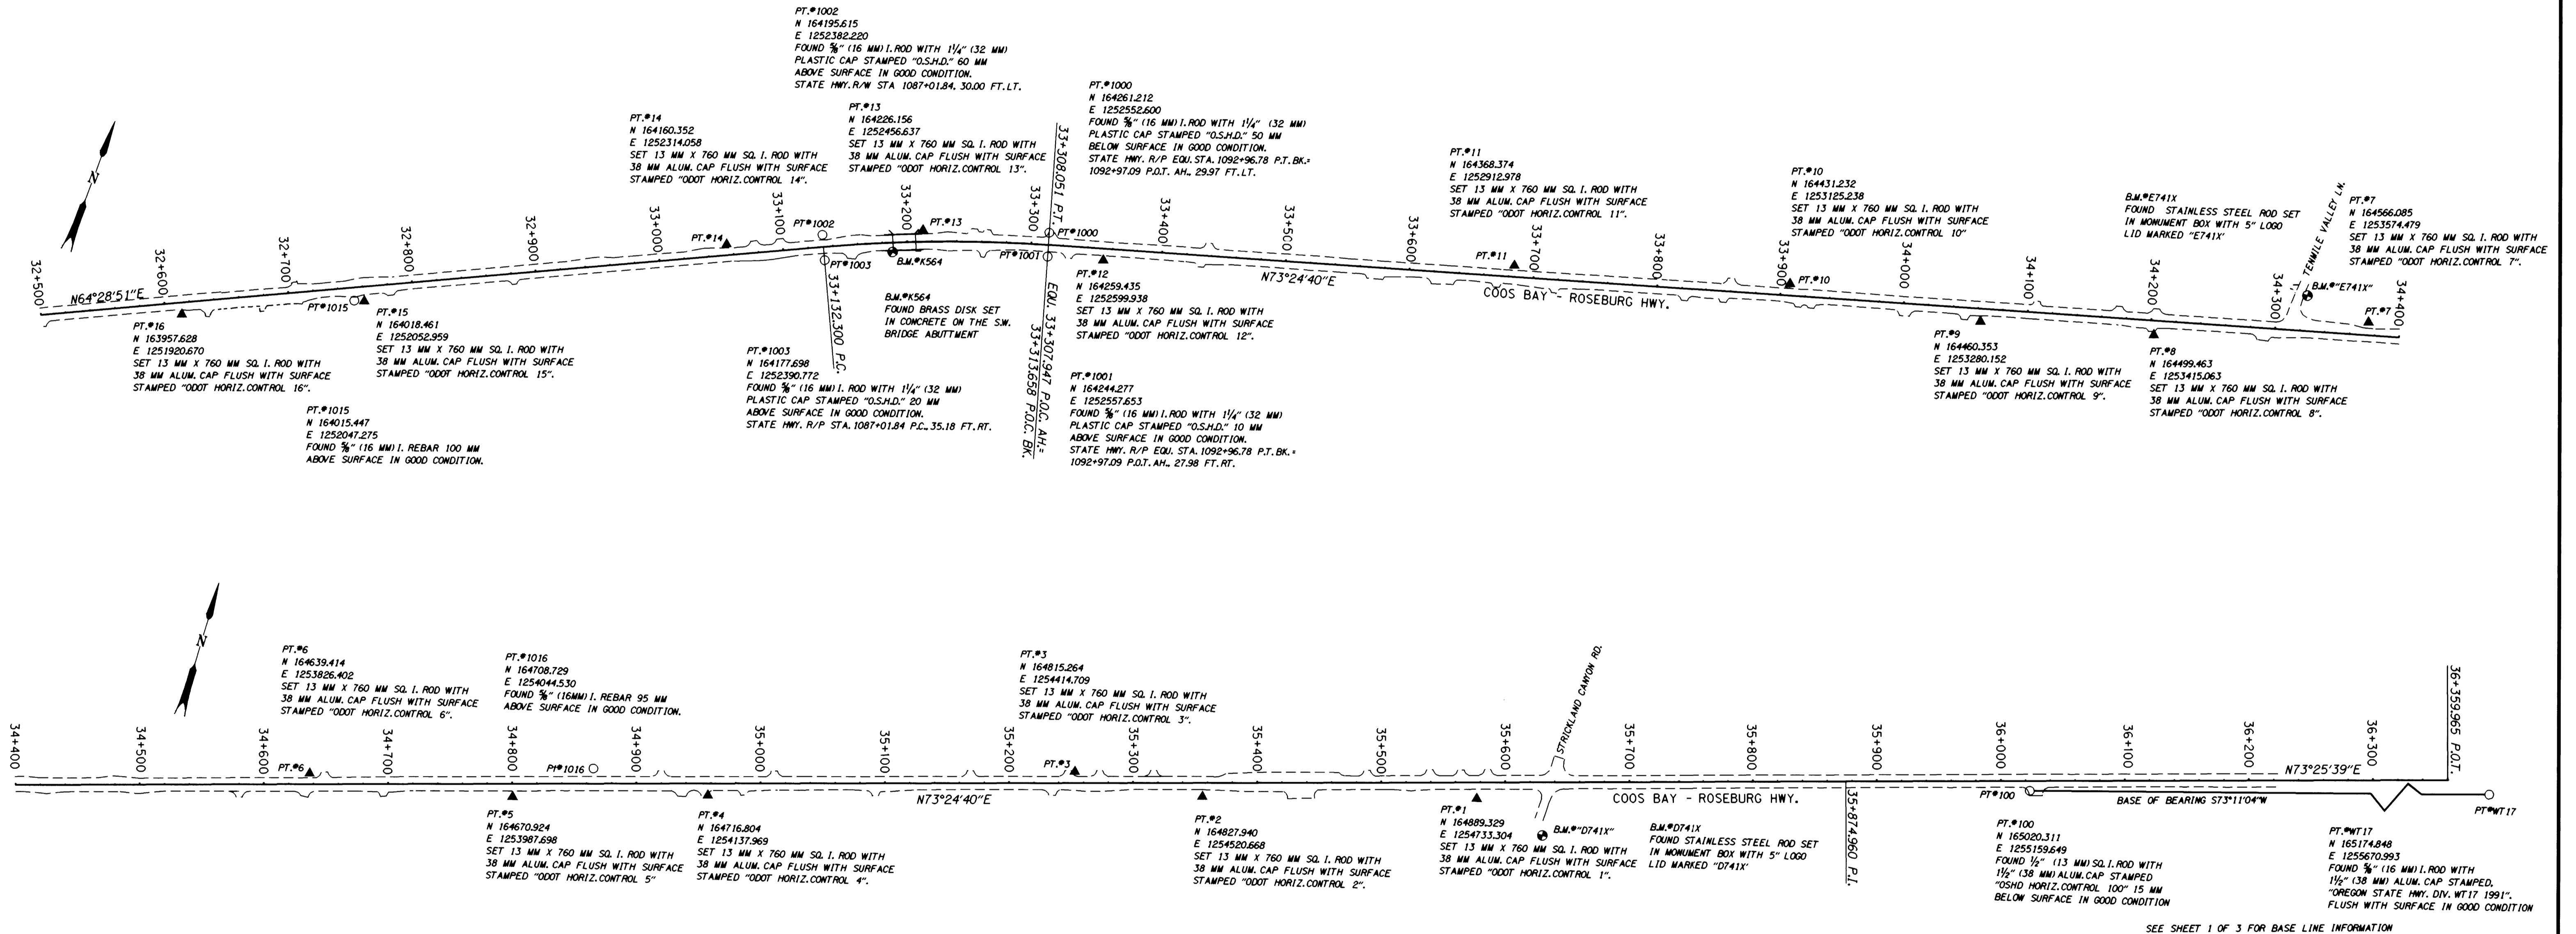 PT.#1002
N 164195.615
E 1252382.220
FOUND 5/8" (16 MM) I. ROD WITH 1 1/4" (32 MM)
PLASTIC CAP STAMPED "O.S.H.D." 60 MM
ABOVE SURFACE IN GOOD CONDITION.
STATE HWY. R/W STA 1087+01.84, 30.00 FT. LT.
PT.#14
N 164160.352
E 1252314.058
SET 13 MM X 760 MM SQ. I. ROD WITH
38 MM ALUM. CAP FLUSH WITH SURFACE
STAMPED "ODOT HORIZ. CONTROL 14".
PT.#13
N 164226.156
E 1252456.637
SET 13 MM X 760 MM SQ. I. ROD WITH
38 MM ALUM. CAP FLUSH WITH SURFACE
STAMPED "ODOT HORIZ. CONTROL 13".
33+308.051 P.T.
PT.#1000
N 164261.212
E 1252552.600
FOUND 5/8" (16 MM) I. ROD WITH 1 1/4" (32 MM)
PLASTIC CAP STAMPED "O.S.H.D." 50 MM
BELOW SURFACE IN GOOD CONDITION.
STATE HWY. R/P EQU. STA. 1092+96.78 P.T. BK.=
1092+97.09 P.O.T. AH., 29.97 FT. LT.
PT.#11
N 164368.374
E 1252912.978
SET 13 MM X 760 MM SQ. I. ROD WITH
38 MM ALUM. CAP FLUSH WITH SURFACE
STAMPED "ODOT HORIZ. CONTROL 11".
PT.#10
N 164431.232
E 1253125.238
SET 13 MM X 760 MM SQ. I. ROD WITH
38 MM ALUM. CAP FLUSH WITH SURFACE
STAMPED "ODOT HORIZ. CONTROL 10"
B.M.#E741X
FOUND STAINLESS STEEL ROD SET
IN MONUMENT BOX WITH 5" LOGO
LID MARKED "E741X'
TENMILE VALLEY LN.
PT.#7
N 164566.085
E 1253574.479
SET 13 MM X 760 MM SQ. I. ROD WITH
38 MM ALUM. CAP FLUSH WITH SURFACE
STAMPED "ODOT HORIZ. CONTROL 7".
N
32+500
32+600
32+700
32+800
32+900
33+000
33+100
33+200
33+300
33+400
33+500
33+600
33+700
33+800
33+900
34+000
34+100
34+200
34+300
34+400
N64°28'51"E
PT#1015
PT.#14
PT#1002
PT#1003
B.M.#K564
PT.#13
PT#1000
PT#1001
N73°24'40"E
COOS BAY - ROSEBURG HWY.
PT.#11
PT.#10
B.M.#"E741X"
PT.#7
PT.#16
N 163957.628
E 1251920.670
SET 13 MM X 760 MM SQ. I. ROD WITH
38 MM ALUM. CAP FLUSH WITH SURFACE
STAMPED "ODOT HORIZ. CONTROL 16".
PT.#15
N 164018.461
E 1252052.959
SET 13 MM X 760 MM SQ. I. ROD WITH
38 MM ALUM. CAP FLUSH WITH SURFACE
STAMPED "ODOT HORIZ. CONTROL 15".
PT.#1015
N 164015.447
E 1252047.275
FOUND 5/8" (16 MM) I. REBAR 100 MM
ABOVE SURFACE IN GOOD CONDITION.
33+132.300 P.C.
B.M.#K564
FOUND BRASS DISK SET
IN CONCRETE ON THE S.W.
BRIDGE ABUTTMENT
PT.#1003
N 164177.698
E 1252390.772
FOUND 5/8" (16 MM) I. ROD WITH 1 1/4" (32 MM)
PLASTIC CAP STAMPED "O.S.H.D." 20 MM
ABOVE SURFACE IN GOOD CONDITION.
STATE HWY. R/P STA. 1087+01.84 P.C., 35.18 FT. RT.
EQU. 33+307.947 P.O.C. AH.=
33+313.658 P.O.C. BK.
PT.#12
N 164259.435
E 1252599.938
SET 13 MM X 760 MM SQ. I. ROD WITH
38 MM ALUM. CAP FLUSH WITH SURFACE
STAMPED "ODOT HORIZ. CONTROL 12".
PT.#1001
N 164244.277
E 1252557.653
FOUND 5/8" (16 MM) I. ROD WITH 1 1/4" (32 MM)
PLASTIC CAP STAMPED "O.S.H.D." 10 MM
ABOVE SURFACE IN GOOD CONDITION.
STATE HWY. R/P EQU. STA. 1092+96.78 P.T. BK.=
1092+97.09 P.O.T. AH., 27.98 FT. RT.
PT.#9
N 164460.353
E 1253280.152
SET 13 MM X 760 MM SQ. I. ROD WITH
38 MM ALUM. CAP FLUSH WITH SURFACE
STAMPED "ODOT HORIZ. CONTROL 9".
PT.#8
N 164499.463
E 1253415.063
SET 13 MM X 760 MM SQ. I. ROD WITH
38 MM ALUM. CAP FLUSH WITH SURFACE
STAMPED "ODOT HORIZ. CONTROL 8".
N
PT.#6
N 164639.414
E 1253826.402
SET 13 MM X 760 MM SQ. I. ROD WITH
38 MM ALUM. CAP FLUSH WITH SURFACE
STAMPED "ODOT HORIZ. CONTROL 6".
PT.#1016
N 164708.729
E 1254044.530
FOUND 5/8" (16MM) I. REBAR 95 MM
ABOVE SURFACE IN GOOD CONDITION.
PT.#3
N 164815.264
E 1254414.709
SET 13 MM X 760 MM SQ. I. ROD WITH
38 MM ALUM. CAP FLUSH WITH SURFACE
STAMPED "ODOT HORIZ. CONTROL 3".
STRICKLAND CANYON RD.
36+359.965 P.O.T.
34+400
34+500
34+600
34+700
34+800
34+900
35+000
35+100
35+200
35+300
35+400
35+500
35+600
35+700
35+800
35+900
36+000
36+100
36+200
36+300
PT.#6
PT#1016
PT.#3
N73°24'40"E
COOS BAY - ROSEBURG HWY.
35+874.960 P.I.
PT#100
BASE OF BEARING S73°11'04"W
N73°25'39"E
PT#WT17
PT.#5
N 164670.924
E 1253987.698
SET 13 MM X 760 MM SQ. I. ROD WITH
38 MM ALUM. CAP FLUSH WITH SURFACE
STAMPED "ODOT HORIZ. CONTROL 5"
PT.#4
N 164716.804
E 1254137.969
SET 13 MM X 760 MM SQ. I. ROD WITH
38 MM ALUM. CAP FLUSH WITH SURFACE
STAMPED "ODOT HORIZ. CONTROL 4".
PT.#2
N 164827.940
E 1254520.668
SET 13 MM X 760 MM SQ. I. ROD WITH
38 MM ALUM. CAP FLUSH WITH SURFACE
STAMPED "ODOT HORIZ. CONTROL 2".
PT.#1
N 164889.329
E 1254733.304
SET 13 MM X 760 MM SQ. I. ROD WITH
38 MM ALUM. CAP FLUSH WITH SURFACE
STAMPED "ODOT HORIZ. CONTROL 1".
B.M.#"D741X"
B.M.#D741X
FOUND STAINLESS STEEL ROD SET
IN MONUMENT BOX WITH 5" LOGO
LID MARKED "D741X'
PT.#100
N 165020.311
E 1255159.649
FOUND 1/2" (13 MM) SQ. I. ROD WITH
1 1/2" (38 MM) ALUM. CAP STAMPED
"OSHD HORIZ. CONTROL 100" 15 MM
BELOW SURFACE IN GOOD CONDITION
PT.#WT17
N 165174.848
E 1255670.993
FOUND 5/8" (16 MM) I. ROD WITH
1 1/2" (38 MM) ALUM. CAP STAMPED,
"OREGON STATE HWY. DIV. WT17 1991".
FLUSH WITH SURFACE IN GOOD CONDITION
SEE SHEET 1 OF 3 FOR BASE LINE INFORMATION